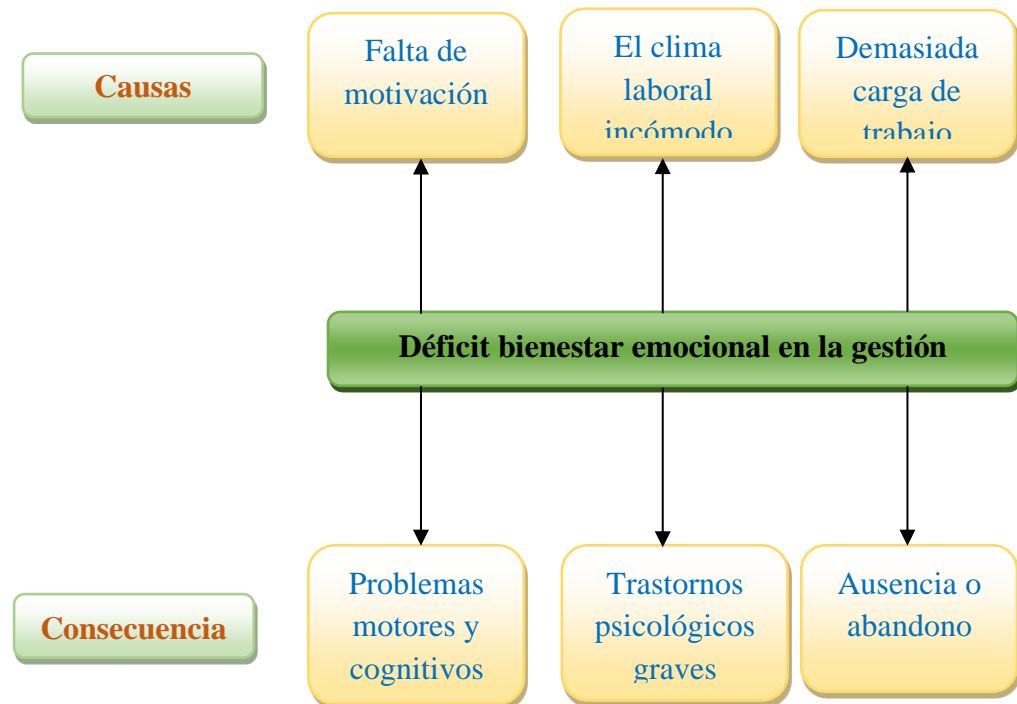 Causas
Falta de
motivación
El clima
laboral
incómodo
Demasiada
carga de
trabajo
Déficit bienestar emocional en la gestión
Consecuencia
Problemas
motores y
cognitivos
Trastornos
psicológicos
graves
Ausencia o
abandono